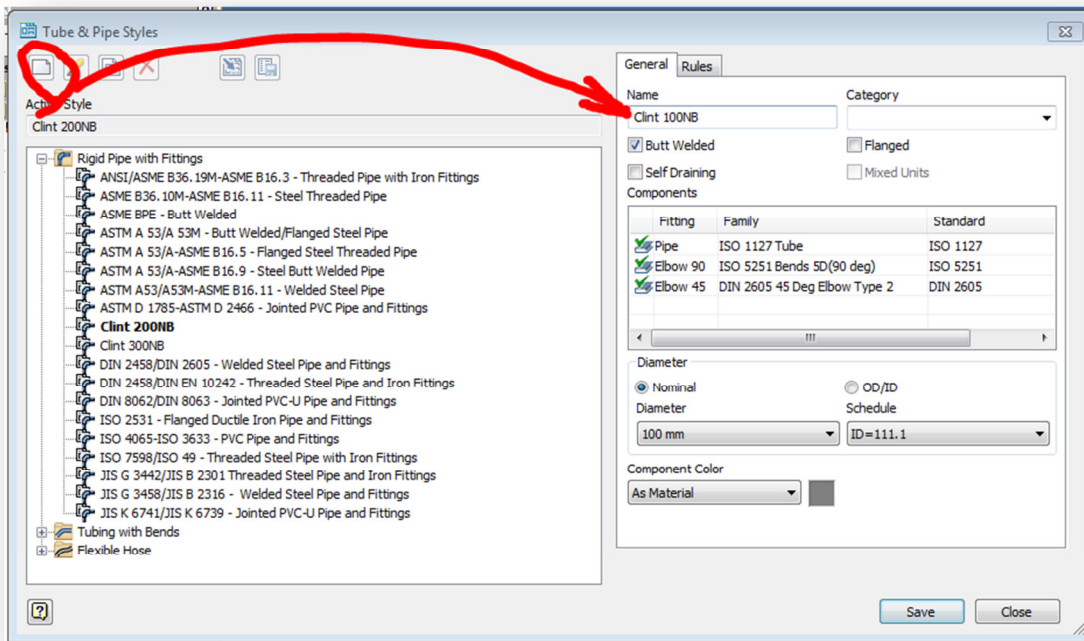 Tube & Pipe Styles
Style
Clint 200NB
Rigid Pipe with Fittings
ANSI/ASME B36.19M-ASME B16.3 - Threaded Pipe with Iron Fittings
ASME B36.10M-ASME B16.11 - Steel Threaded Pipe
ASME BPE - Butt Welded
ASTM A 53/A 53M - Butt Welded/Flanged Steel Pipe
ASTM A 53/A-ASME B16.5 - Flanged Steel Threaded Pipe
ASTM A 53/A-ASME B16.9 - Steel Butt Welded Pipe
ASTM A53/A53M-ASME B16.11 - Welded Steel Pipe
ASTM D 1785-ASTM D 2466 - Jointed PVC Pipe and Fittings
Clint 200NB
Clint 300NB
DIN 2458/DIN 2605 - Welded Steel Pipe and Fittings
DIN 2458/DIN EN 10242 - Threaded Steel Pipe and Iron Fittings
DIN 8062/DIN 8063 - Jointed PVC-U Pipe and Fittings
ISO 2531 - Flanged Ductile Iron Pipe and Fittings
ISO 4065-ISO 3633 - PVC Pipe and Fittings
ISO 7598/ISO 49 - Threaded Steel Pipe with Iron Fittings
JIS G 3442/JIS B 2301 Threaded Steel Pipe and Iron Fittings
JIS G 3458/JIS B 2316 - Welded Steel Pipe and Fittings
JIS K 6741/JIS K 6739 - Jointed PVC-U Pipe and Fittings
Tubing with Bends
Flexible Hose
General Rules
Name Category
Clint 100NB
Butt Welded Flanged
Self Draining Mixed Units
Components
Fitting Family Standard
Pipe ISO 1127 Tube ISO 1127
Elbow 90 ISO 5251 Bends 5D(90 deg) ISO 5251
Elbow 45 DIN 2605 45 Deg Elbow Type 2 DIN 2605
Diameter
Nominal OD/ID
Diameter Schedule
100 mm ID=111.1
Component Color
As Material
Save Close